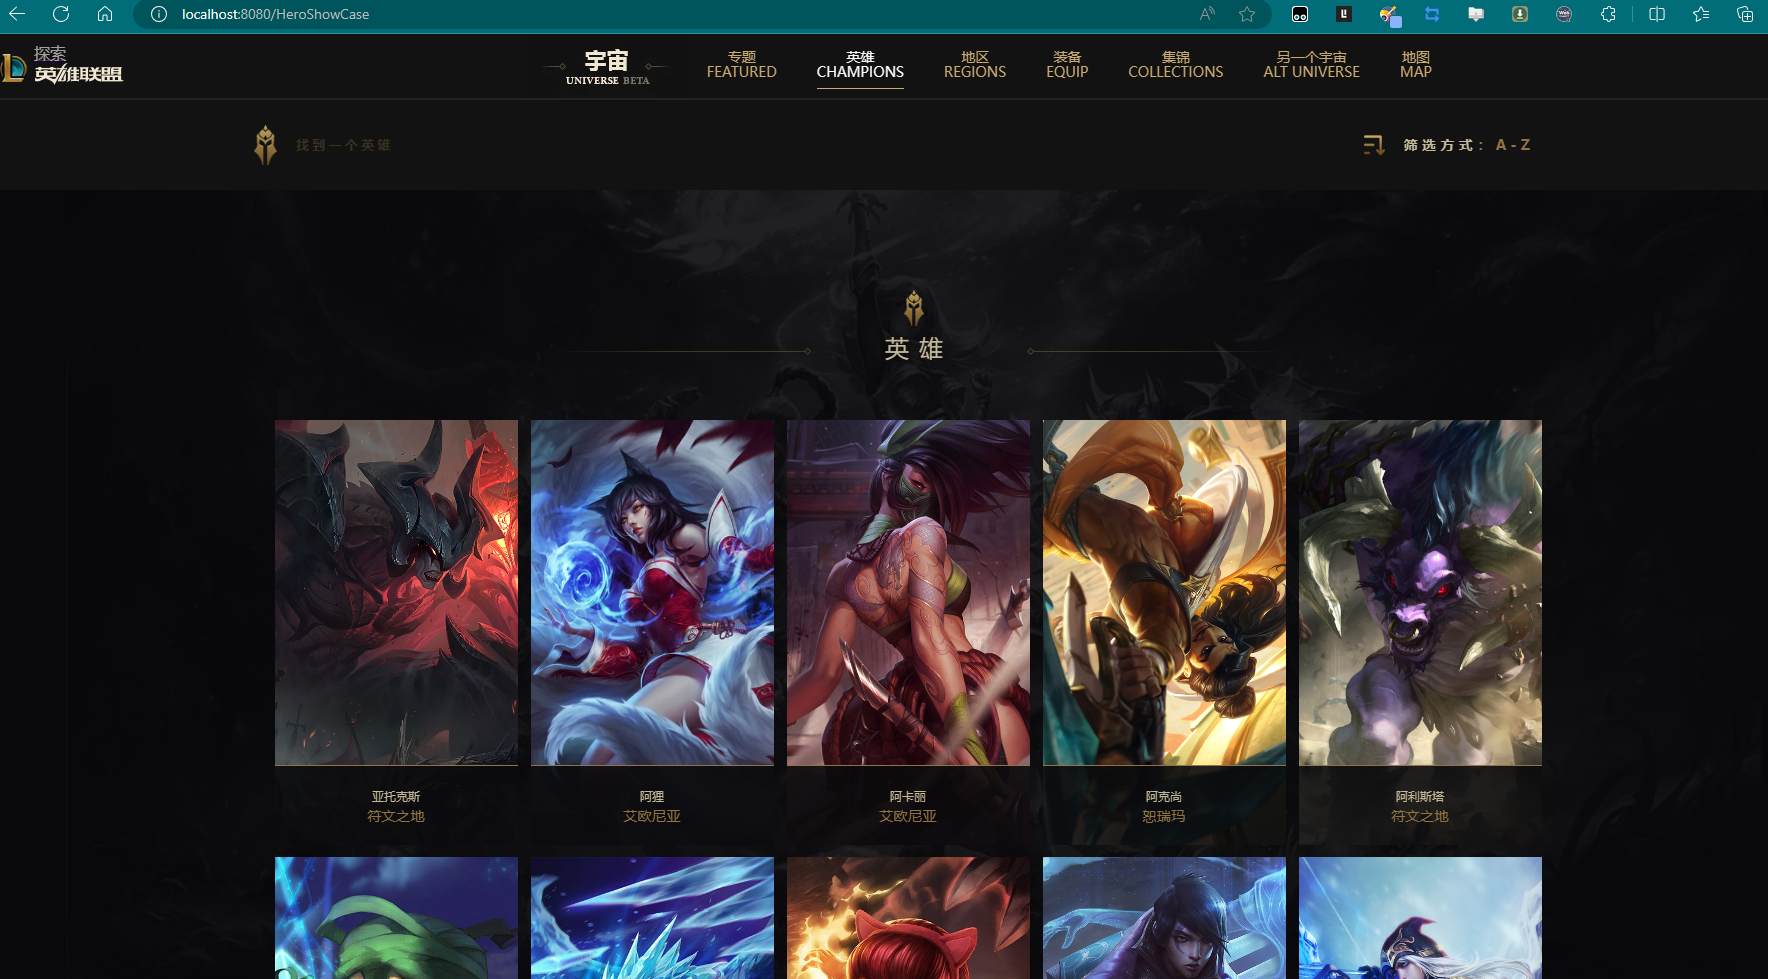 localhost:8080/HeroShowCase
探索
英雄联盟
宇宙
UNIVERSE BETA
专题
FEATURED
英雄
CHAMPIONS
地区
REGIONS
装备
EQUIP
集锦
COLLECTIONS
另一个宇宙
ALT UNIVERSE
地图
MAP
找到一个英雄
筛选方式：A - Z
英雄
亚托克斯
符文之地
阿狸
艾欧尼亚
阿卡丽
艾欧尼亚
阿克尚
恕瑞玛
阿利斯塔
符文之地